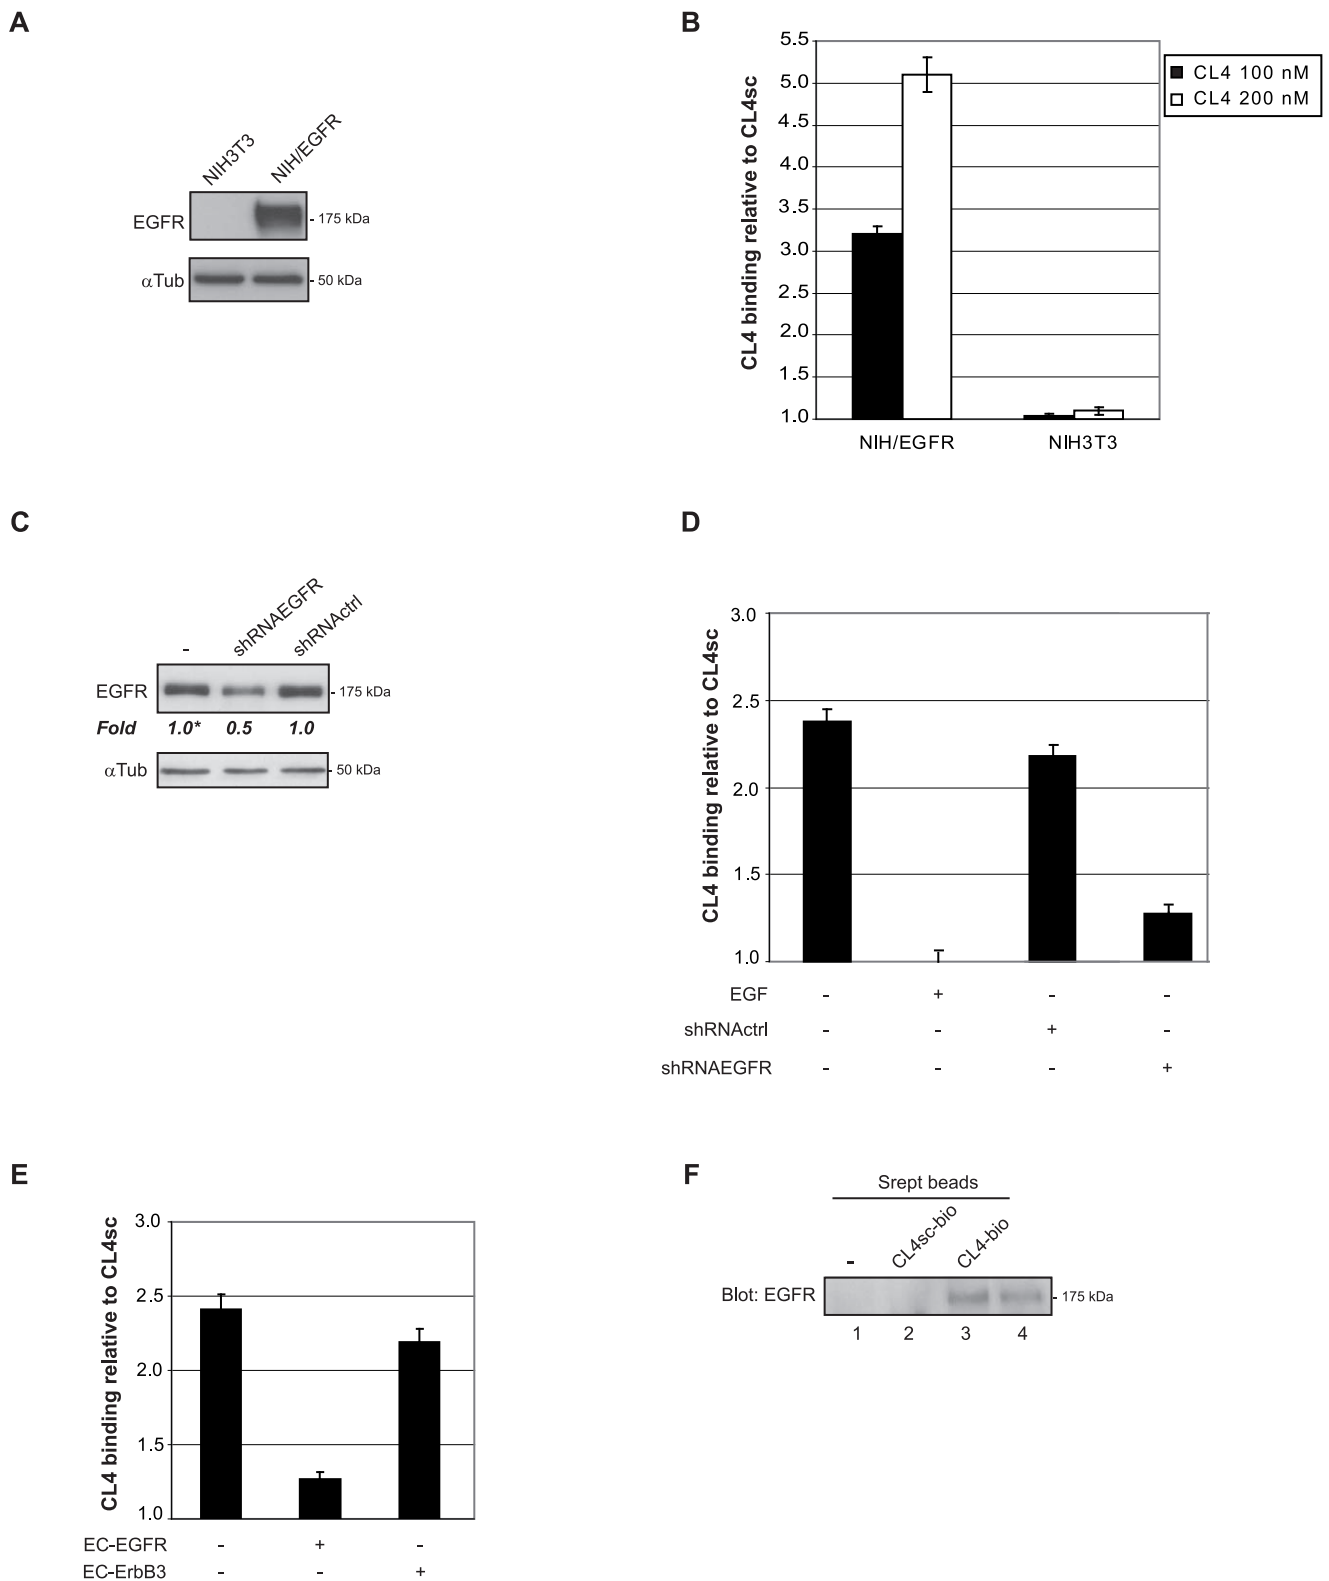 A
NIH3T3
NIH/EGFR
EGFR
- 175 kDa
αTub
- 50 kDa
B
CL4 binding relative to CL4sc
5.5
5.0
4.5
4.0
3.5
3.0
2.5
2.0
1.5
1.0
NIH/EGFR
NIH3T3
CL4 100 nM
CL4 200 nM
C
-
shRNAEGFR
shRNActrl
EGFR
- 175 kDa
Fold 1.0* 0.5 1.0
αTub
- 50 kDa
D
CL4 binding relative to CL4sc
3.0
2.5
2.0
1.5
1.0
EGF - + - -
shRNActrl - - + -
shRNAEGFR - - - +
E
CL4 binding relative to CL4sc
3.0
2.5
2.0
1.5
1.0
EC-EGFR - + -
EC-ErbB3 - - +
F
Srept beads
-
CL4sc-bio
CL4-bio
Blot: EGFR
- 175 kDa
1 2 3 4